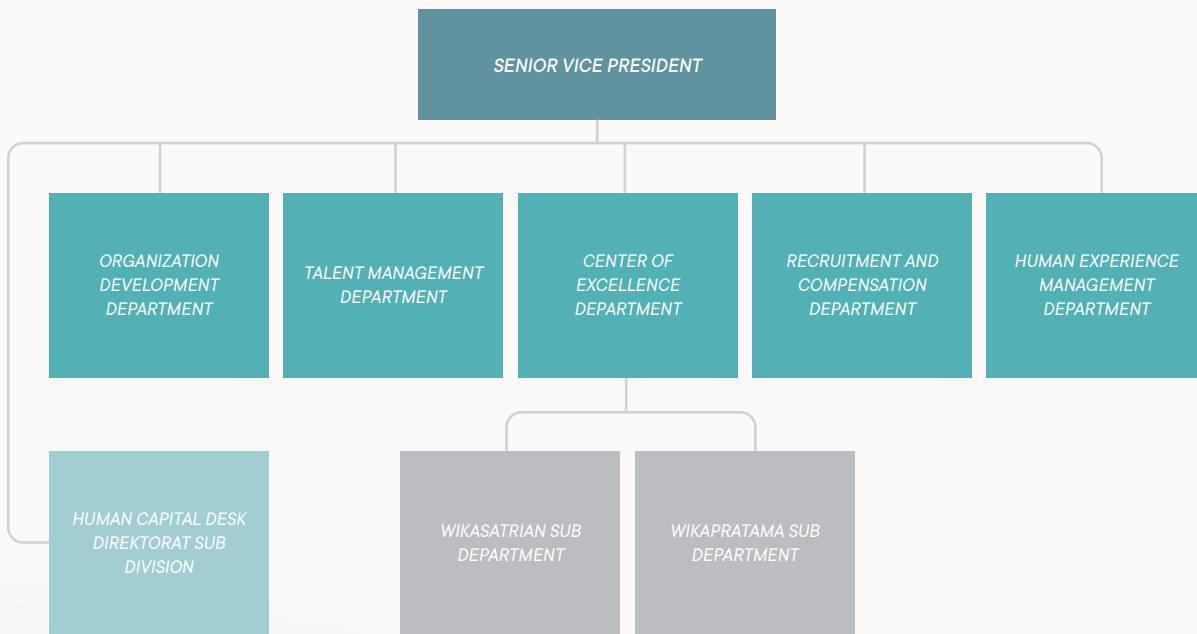 SENIOR VICE PRESIDENT
ORGANIZATION
DEVELOPMENT
DEPARTMENT
TALENT MANAGEMENT
DEPARTMENT
CENTER OF
EXCELLENCE
DEPARTMENT
RECRUITMENT AND
COMPENSATION
DEPARTMENT
HUMAN EXPERIENCE
MANAGEMENT
DEPARTMENT
HUMAN CAPITAL DESK
DIREKTORAT SUB
DIVISION
WIKASATRIAN SUB
DEPARTMENT
WIKAPRATAMA SUB
DEPARTMENT